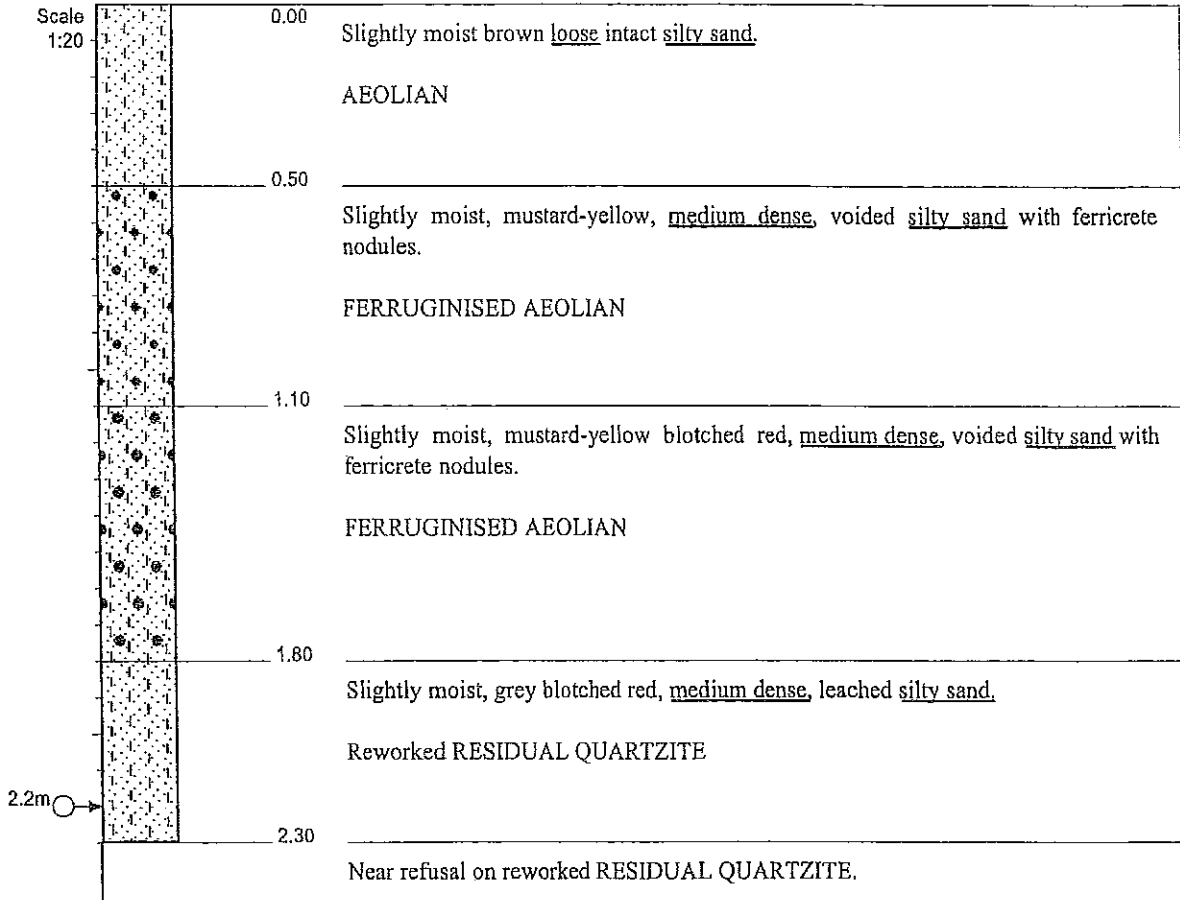 Scale
1:20
0.00
Slightly moist brown loose intact silty sand.
AEOLIAN
0.50
Slightly moist, mustard-yellow, medium dense, voided silty sand with ferricrete
nodules.
FERRUGINISED AEOLIAN
1.10
Slightly moist, mustard-yellow blotched red, medium dense, voided silty sand with
ferricrete nodules.
FERRUGINISED AEOLIAN
1.80
Slightly moist, grey blotched red, medium dense, leached silty sand.
Reworked RESIDUAL QUARTZITE
2.2m
2.30
Near refusal on reworked RESIDUAL QUARTZITE.